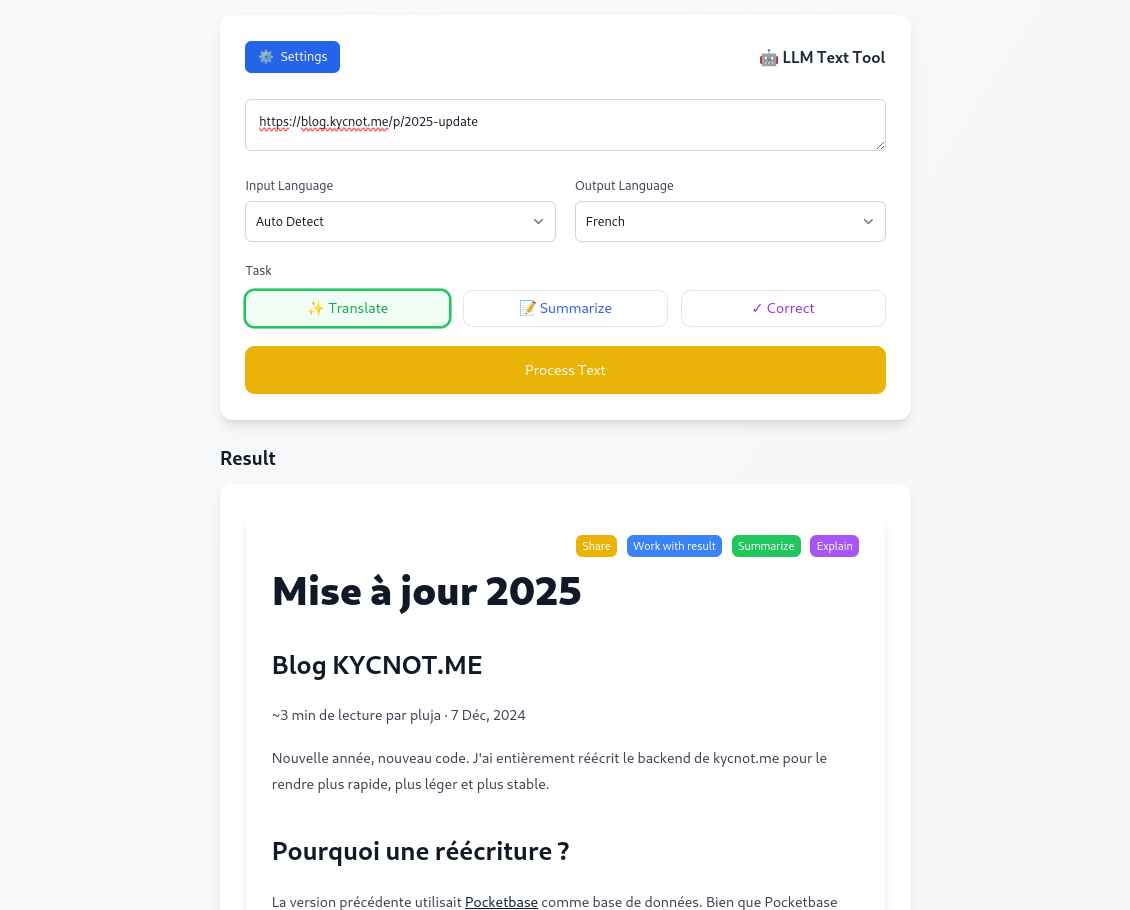 ⚙️ Settings
🤖 LLM Text Tool
https://blog.kycnot.me/p/2025-update
Input Language
Output Language
Auto Detect
French
Task
✨ Translate
📝 Summarize
✓ Correct
Process Text
Result
Share
Work with result
Summarize
Explain
Mise à jour 2025
Blog KYCNOT.ME
~3 min de lecture par pluja · 7 Déc, 2024
Nouvelle année, nouveau code. J'ai entièrement réécrit le backend de kycnot.me pour le
rendre plus rapide, plus léger et plus stable.
Pourquoi une réécriture ?
La version précédente utilisait Pocketbase comme base de données. Bien que Pocketbase